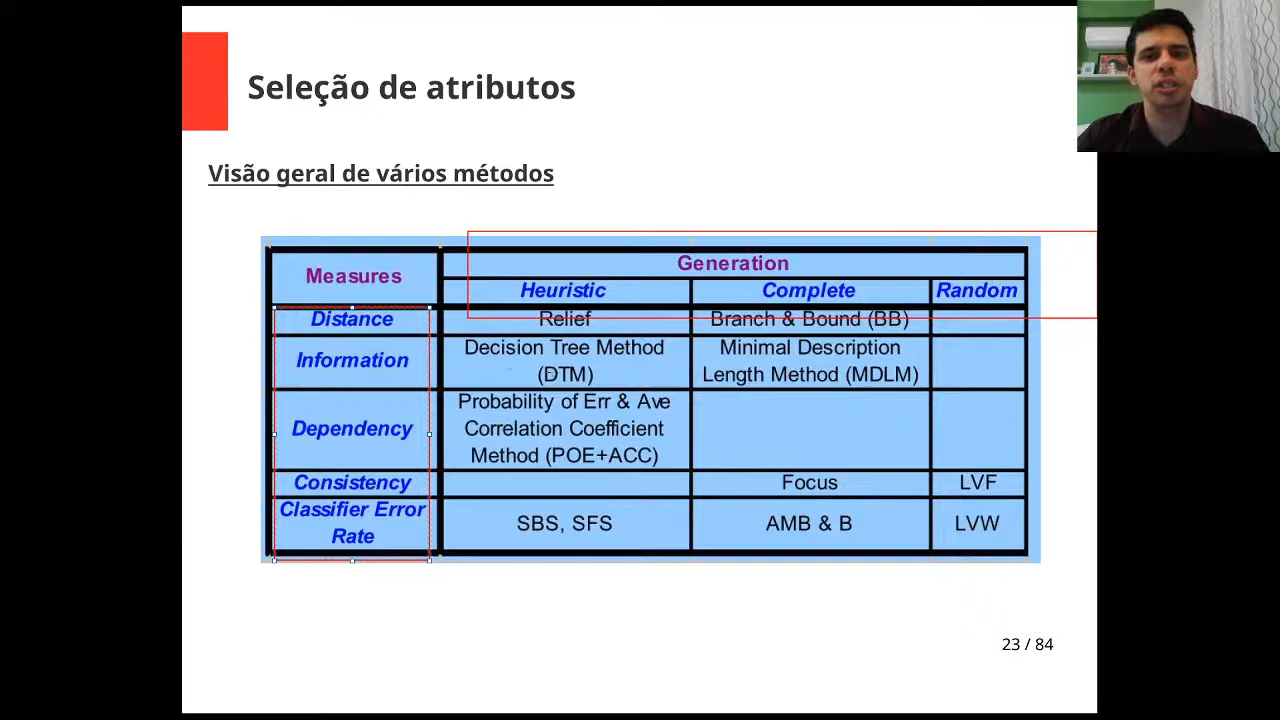 Seleção de atributos
Visão geral de vários métodos
Measures
Generation
Heuristic Complete Random
Distance Relief Branch & Bound (BB)
Information
Decision Tree Method
(DTM)
Minimal Description
Length Method (MDLM)
Dependency
Probability of Err & Ave
Correlation Coefficient
Method (POE+ACC)
Consistency Focus LVF
Classifier Error
Rate
SBS, SFS AMB & B LVW
23 / 84